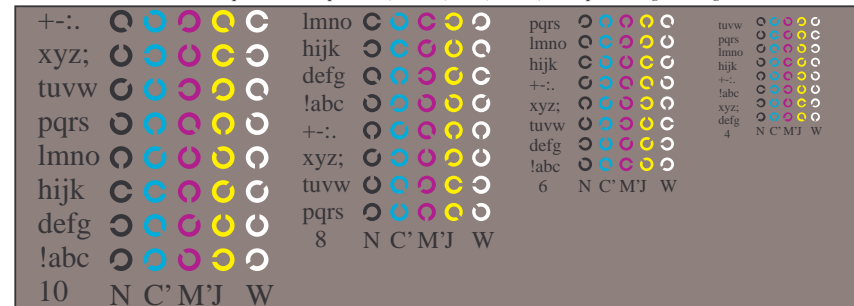 +-:.
xyz;
tuvw
pqrs
lmno
hijk
defg
!abc
10 N C' M'J W
lmno
hijk
defg
!abc
+-:.
xyz;
tuvw
pqrs
8 N C' M'J W
pqrs
lmno
hijk
+-:.
xyz;
tuvw
defg
!abc
6 N C' M'J W
tuvw
pqrs
lmno
hijk
+-:.
!abc
xyz;
defg
4 N C' M'J W